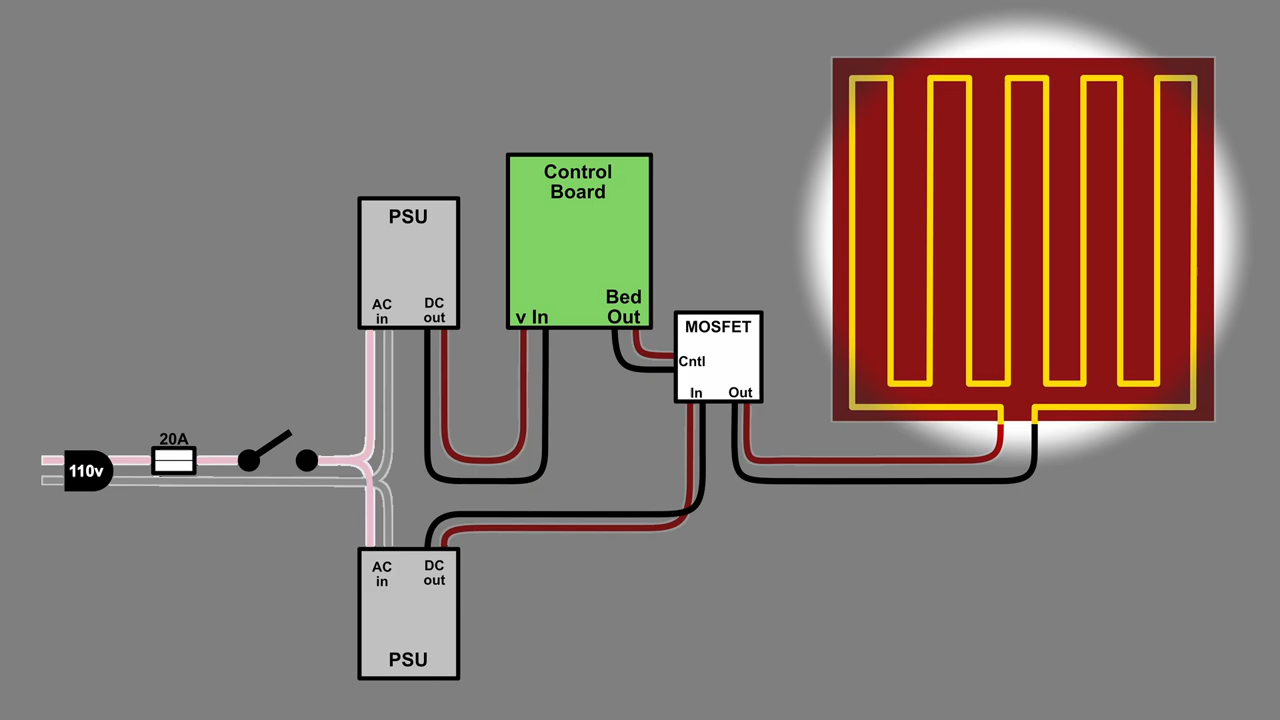 PSU
AC
in
DC
out
Control
Board
v In
Bed
Out
MOSFET
Cntl
In
Out
20A
110v
AC
in
DC
out
PSU